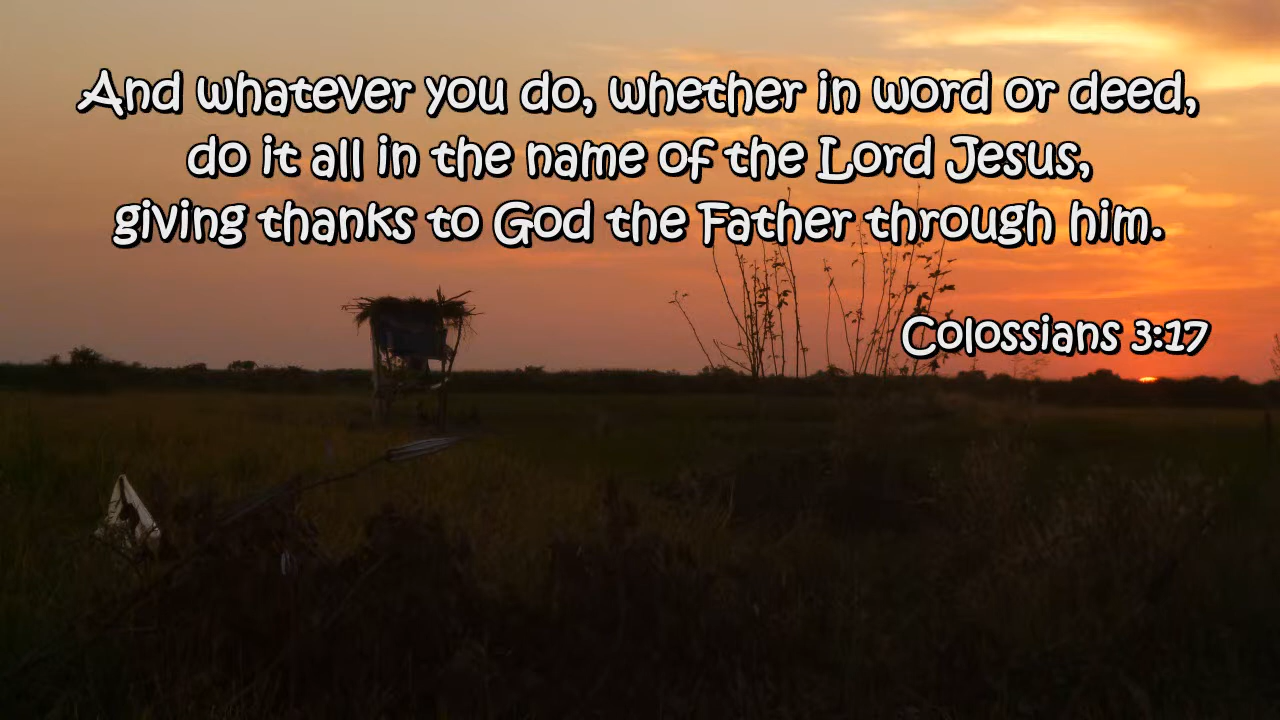 And whatever you do, whether in word or deed,
do it all in the name of the Lord Jesus,
giving thanks to God the Father through him.
Colossians 3:17